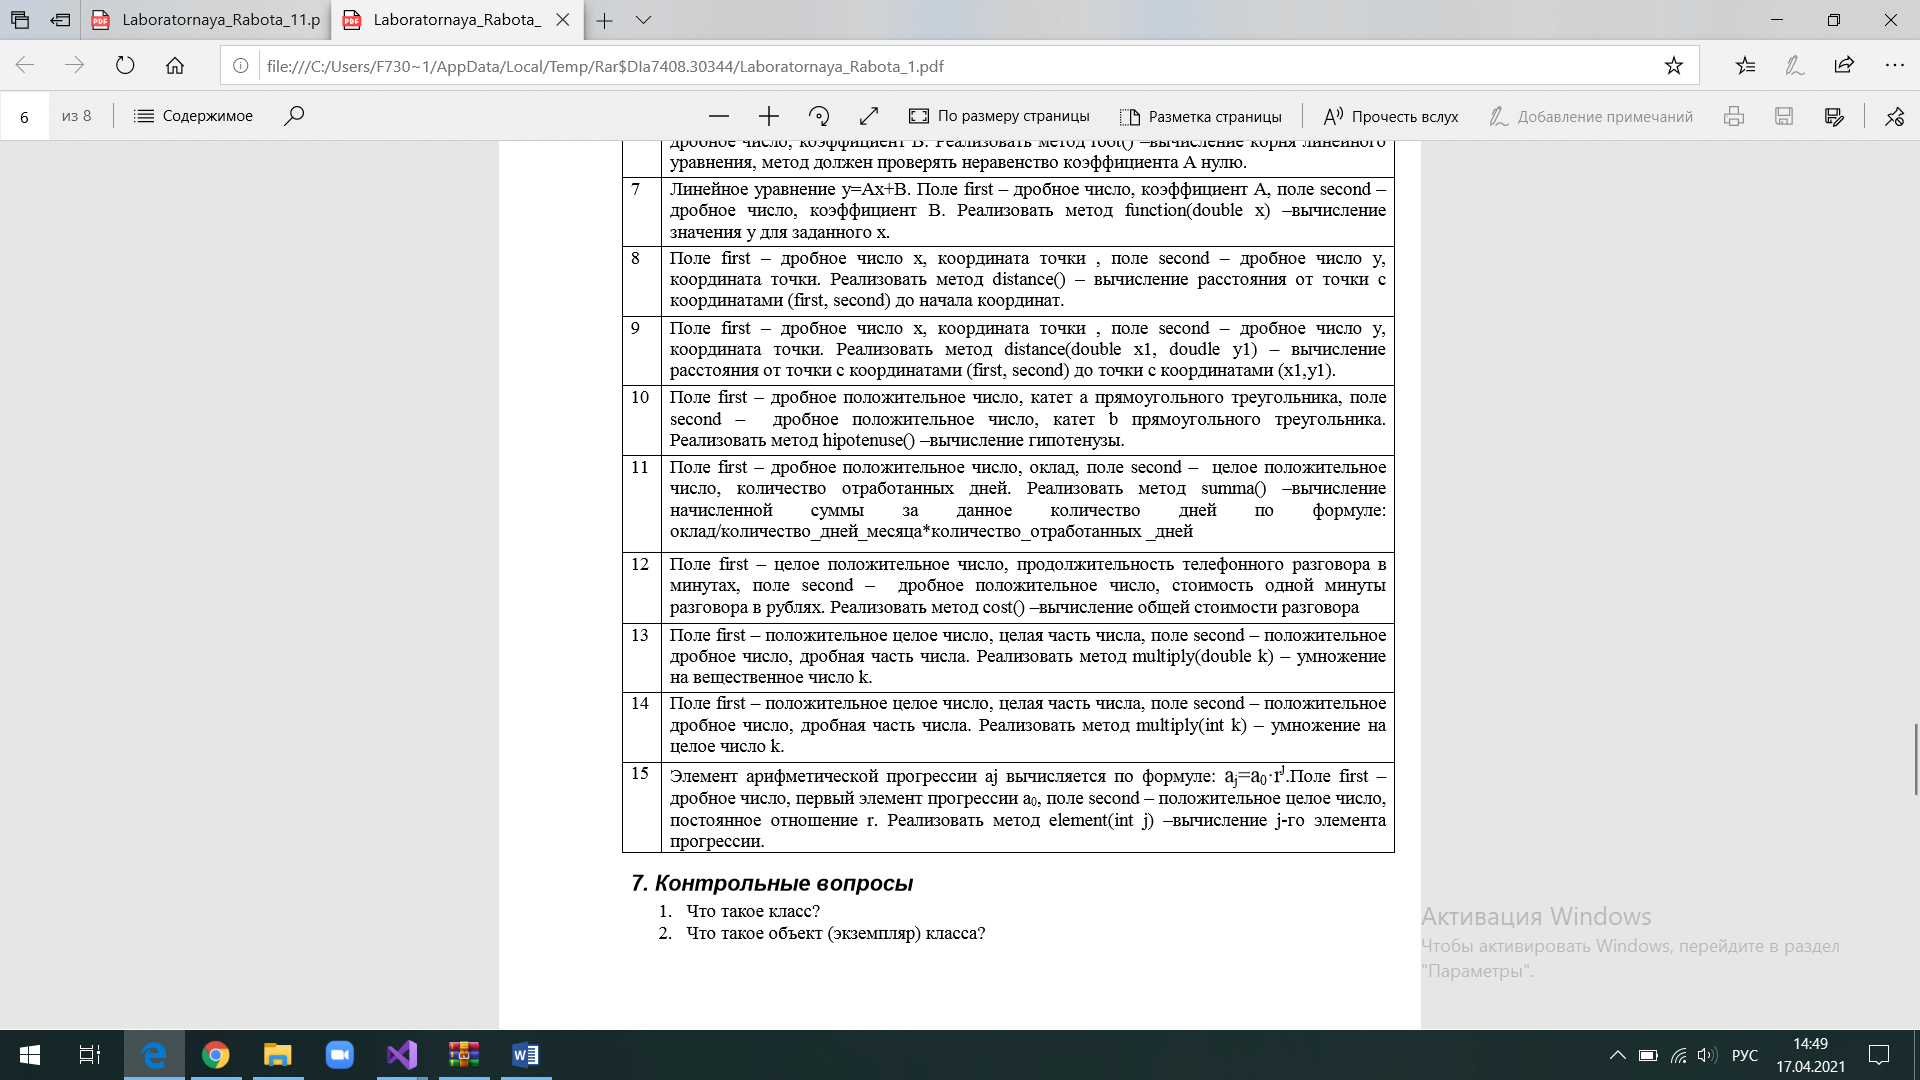 Laboratornaya_Rabota_11.p
Laboratornaya_Rabota_
file:///C:/Users/F730~1/AppData/Local/Temp/Rar$DIa7408.30344/Laboratornaya_Rabota_1.pdf
6 из 8 Содержимое По размеру страницы Разметка страницы Прочесть вслух Добавление примечаний
дробное число, коэффициент B. Реализовать метод root() –вычисление корня линейного
уравнения, метод должен проверять неравенство коэффициента A нулю.
7 Линейное уравнение y=Ax+B. Поле first – дробное число, коэффициент A, поле second –
дробное число, коэффициент B. Реализовать метод function(double x) –вычисление
значения y для заданного x.
8 Поле first – дробное число x, координата точки , поле second – дробное число y,
координата точки. Реализовать метод distance() – вычисление расстояния от точки с
координатами (first, second) до начала координат.
9 Поле first – дробное число x, координата точки , поле second – дробное число y,
координата точки. Реализовать метод distance(double x1, doudle y1) – вычисление
расстояния от точки с координатами (first, second) до точки с координатами (x1,y1).
10 Поле first – дробное положительное число, катет a прямоугольного треугольника, поле
second – дробное положительное число, катет b прямоугольного треугольника.
Реализовать метод hipotenuse() –вычисление гипотенузы.
11 Поле first – дробное положительное число, оклад, поле second – целое положительное
число, количество отработанных дней. Реализовать метод summa() –вычисление
начисленной суммы за данное количество дней по формуле:
оклад/количество_дней_месяца*количество_отработанных _дней
12 Поле first – целое положительное число, продолжительность телефонного разговора в
минутах, поле second – дробное положительное число, стоимость одной минуты
разговора в рублях. Реализовать метод cost() –вычисление общей стоимости разговора
13 Поле first – положительное целое число, целая часть числа, поле second – положительное
дробное число, дробная часть числа. Реализовать метод multiply(double k) – умножение
на вещественное число k.
14 Поле first – положительное целое число, целая часть числа, поле second – положительное
дробное число, дробная часть числа. Реализовать метод multiply(int k) – умножение на
целое число k.
15 Элемент арифметической прогрессии aj вычисляется по формуле: aⱼ=a₀·rʲ.Поле first –
дробное число, первый элемент прогрессии a₀, поле second – положительное целое число,
постоянное отношение r. Реализовать метод element(int j) –вычисление j-го элемента
прогрессии.
7. Контрольные вопросы
1. Что такое класс?
2. Что такое объект (экземпляр) класса?
Активация Windows
Чтобы активировать Windows, перейдите в раздел
"Параметры".
РУС
14:49
17.04.2021